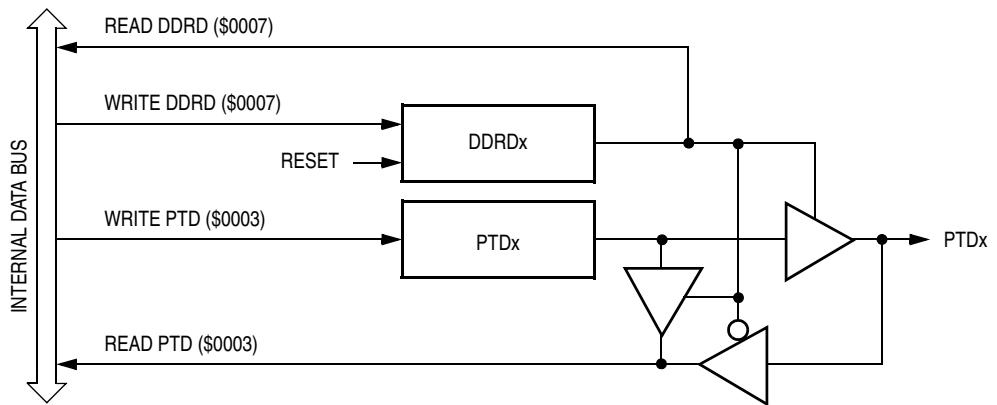 READ DDRD ($0007)
WRITE DDRD ($0007)
DDRDx
RESET
INTERNAL DATA BUS
WRITE PTD ($0003)
PTDx
PTDx
READ PTD ($0003)